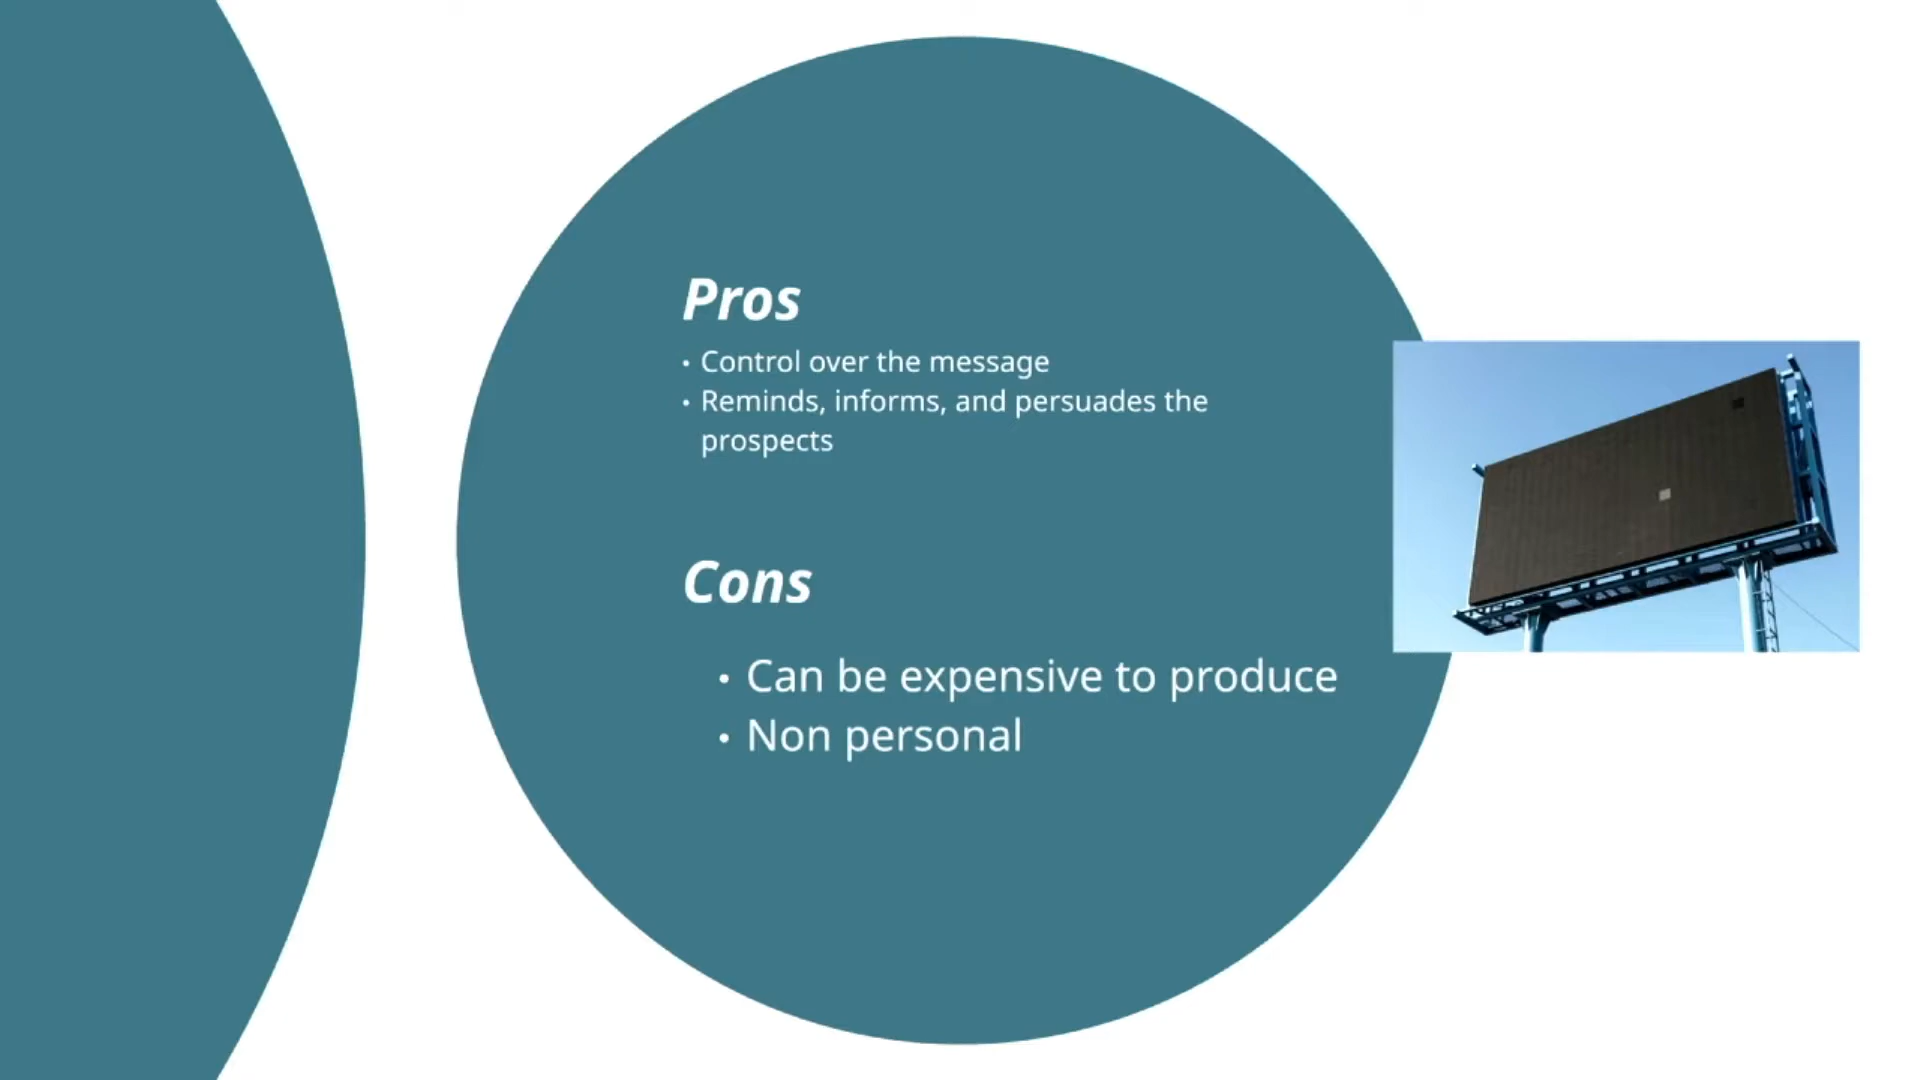 Pros
• Control over the message
• Reminds, informs, and persuades the
prospects
Cons
• Can be expensive to produce
• Non personal